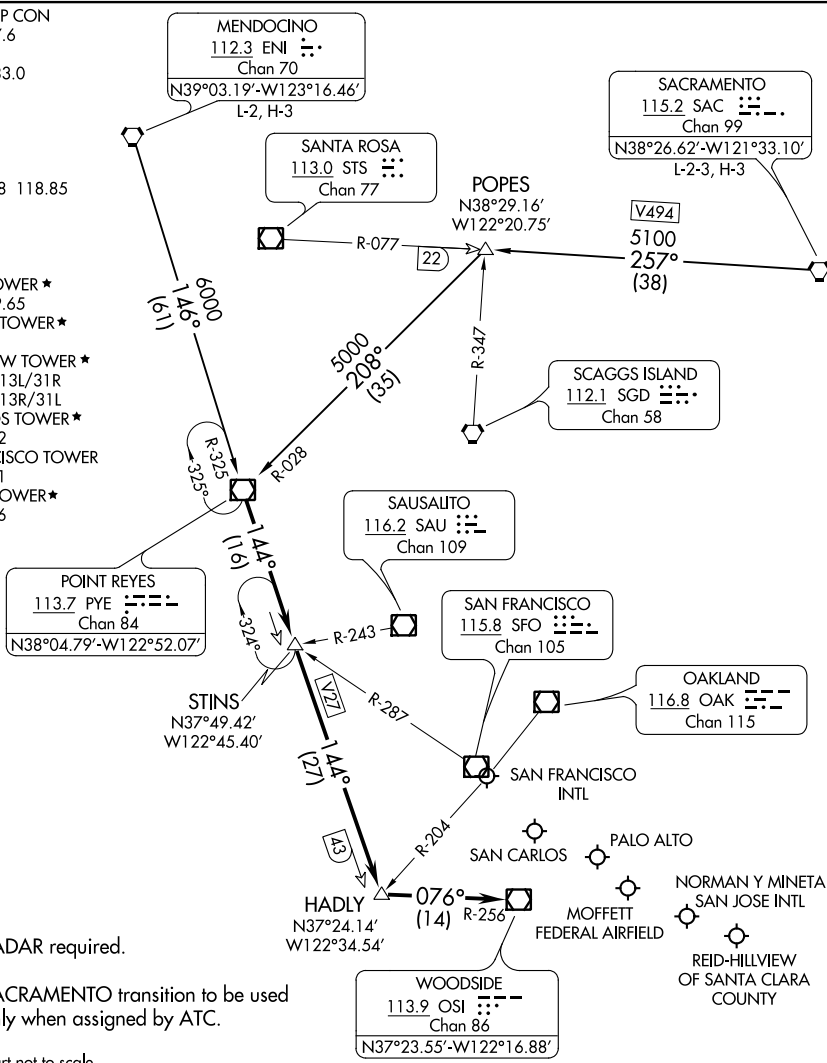 P CON
7.6
33.0
8 118.85
OWER★
9.65
TOWER★
W TOWER★
13L/31R
13R/31L
OS TOWER★
2
CISCO TOWER
1
OWER★
6
MENDOCINO
112.3 ENI
Chan 70
N39°03.19′-W123°16.46′
L-2, H-3
SANTA ROSA
113.0 STS
Chan 77
SACRAMENTO
115.2 SAC
Chan 99
N38°26.62′-W121°33.10′
L-2-3, H-3
POPES
N38°29.16′
W122°20.75′
R-077
22
V494
5100
257°
(38)
6000
146°
(61)
5000
208°
(35)
R-347
SCAGGS ISLAND
112.1 SGD
Chan 58
R-028
R-325
325°
POINT REYES
113.7 PYE
Chan 84
N38°04.79′-W122°52.07′
144°
(16)
SAUSALITO
116.2 SAU
Chan 109
R-243
324°
STINS
N37°49.42′
W122°45.40′
V27
R-287
SAN FRANCISCO
115.8 SFO
Chan 105
OAKLAND
116.8 OAK
Chan 115
144°
(27)
SAN FRANCISCO
INTL
R-204
43
SAN CARLOS
PALO ALTO
HADLY
N37°24.14′
W122°34.54′
076°
(14)
R-256
MOFFETT
FEDERAL AIRFIELD
NORMAN Y MINETA
SAN JOSE INTL
REID-HILLVIEW
OF SANTA CLARA
COUNTY
WOODSIDE
113.9 OSI
Chan 86
N37°23.55′-W122°16.88′
ADAR required.
ACRAMENTO transition to be used
ly when assigned by ATC.
art not to scale